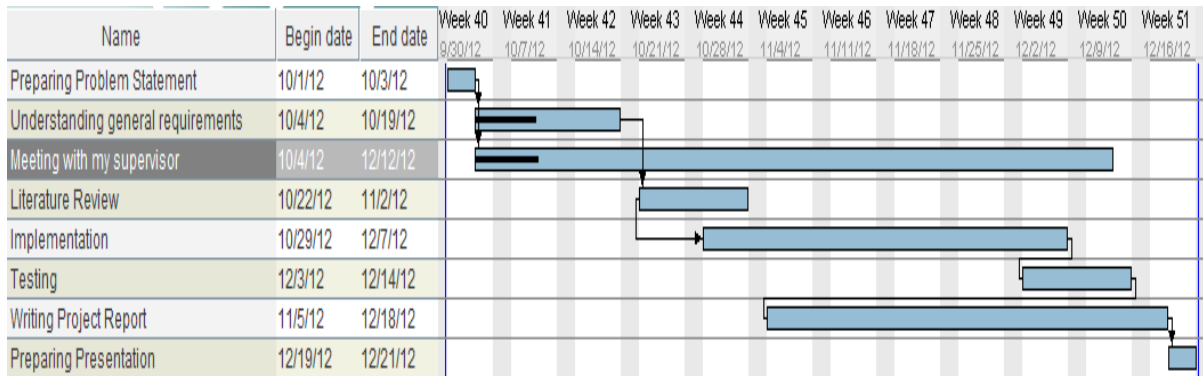 Name Begin date End date
Week 40 Week 41 Week 42 Week 43 Week 44 Week 45 Week 46 Week 47 Week 48 Week 49 Week 50 Week 51
9/30/12 10/7/12 10/14/12 10/21/12 10/28/12 11/4/12 11/11/12 11/18/12 11/25/12 12/2/12 12/9/12 12/16/12
Preparing Problem Statement 10/1/12 10/3/12
Understanding general requirements 10/4/12 10/19/12
Meeting with my supervisor 10/4/12 12/12/12
Literature Review 10/22/12 11/2/12
Implementation 10/29/12 12/7/12
Testing 12/3/12 12/14/12
Writing Project Report 11/5/12 12/18/12
Preparing Presentation 12/19/12 12/21/12